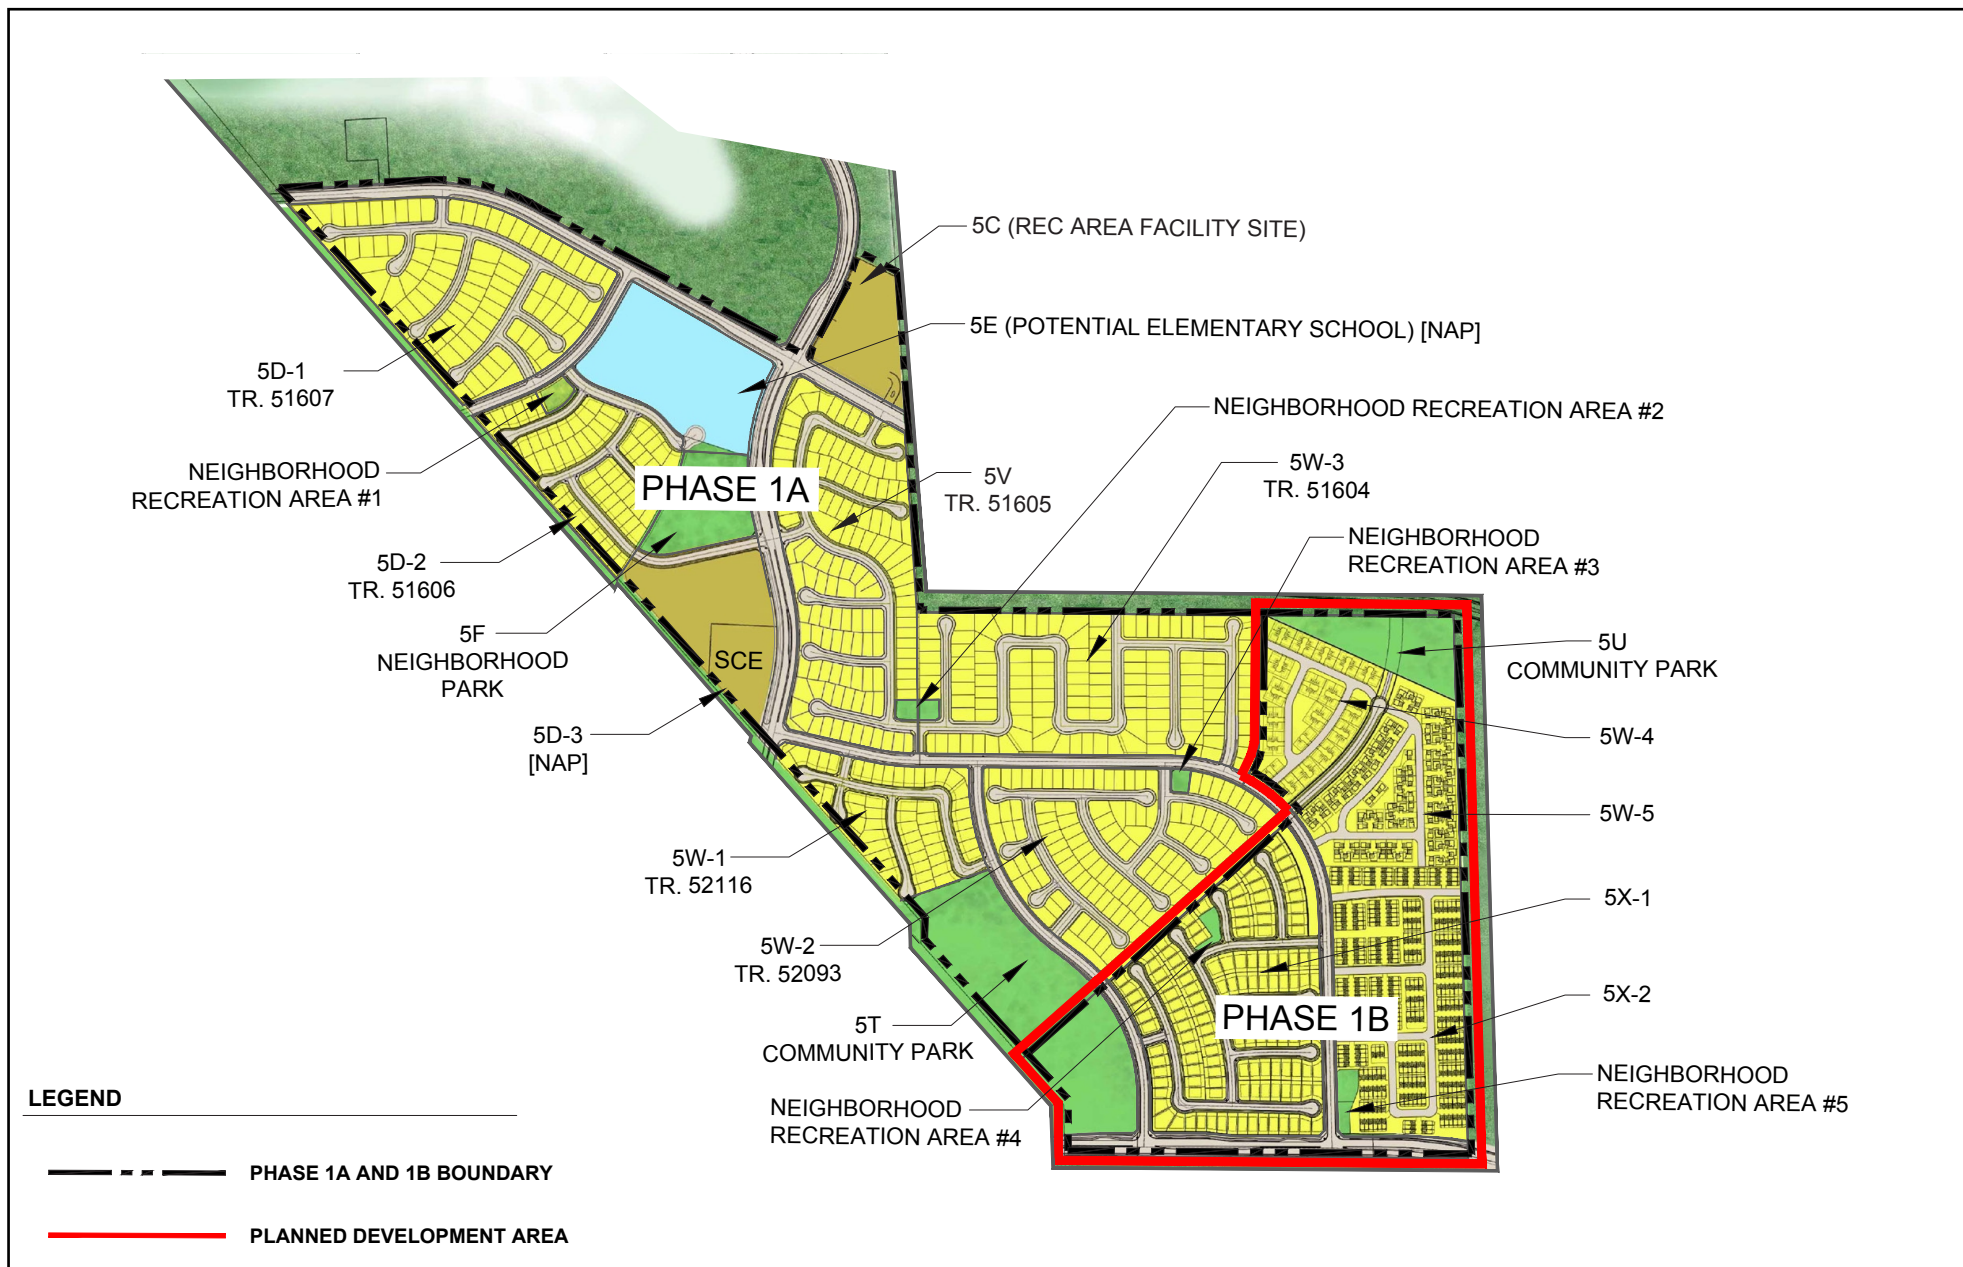 5C (REC AREA FACILITY SITE)
5E (POTENTIAL ELEMENTARY SCHOOL) [NAP]
5D-1
TR. 51607
NEIGHBORHOOD RECREATION AREA #2
NEIGHBORHOOD
RECREATION AREA #1
PHASE 1A
5V
TR. 51605
5W-3
TR. 51604
NEIGHBORHOOD
RECREATION AREA #3
5D-2
TR. 51606
5F
NEIGHBORHOOD
PARK
SCE
5U
COMMUNITY PARK
5D-3
[NAP]
5W-4
5W-5
5W-1
TR. 52116
5X-1
5W-2
TR. 52093
5X-2
PHASE 1B
5T
COMMUNITY PARK
NEIGHBORHOOD
RECREATION AREA #5
NEIGHBORHOOD
RECREATION AREA #4
LEGEND
PHASE 1A AND 1B BOUNDARY
PLANNED DEVELOPMENT AREA